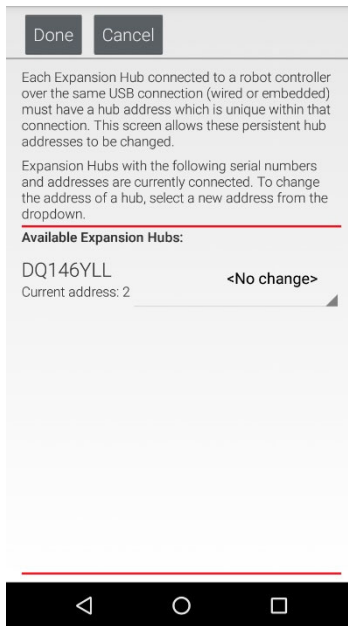 Done Cancel
Each Expansion Hub connected to a robot controller
over the same USB connection (wired or embedded)
must have a hub address which is unique within that
connection. This screen allows these persistent hub
addresses to be changed.
Expansion Hubs with the following serial numbers
and addresses are currently connected. To change
the address of a hub, select a new address from the
dropdown.
Available Expansion Hubs:
DQ146YLL
<No change>
Current address: 2